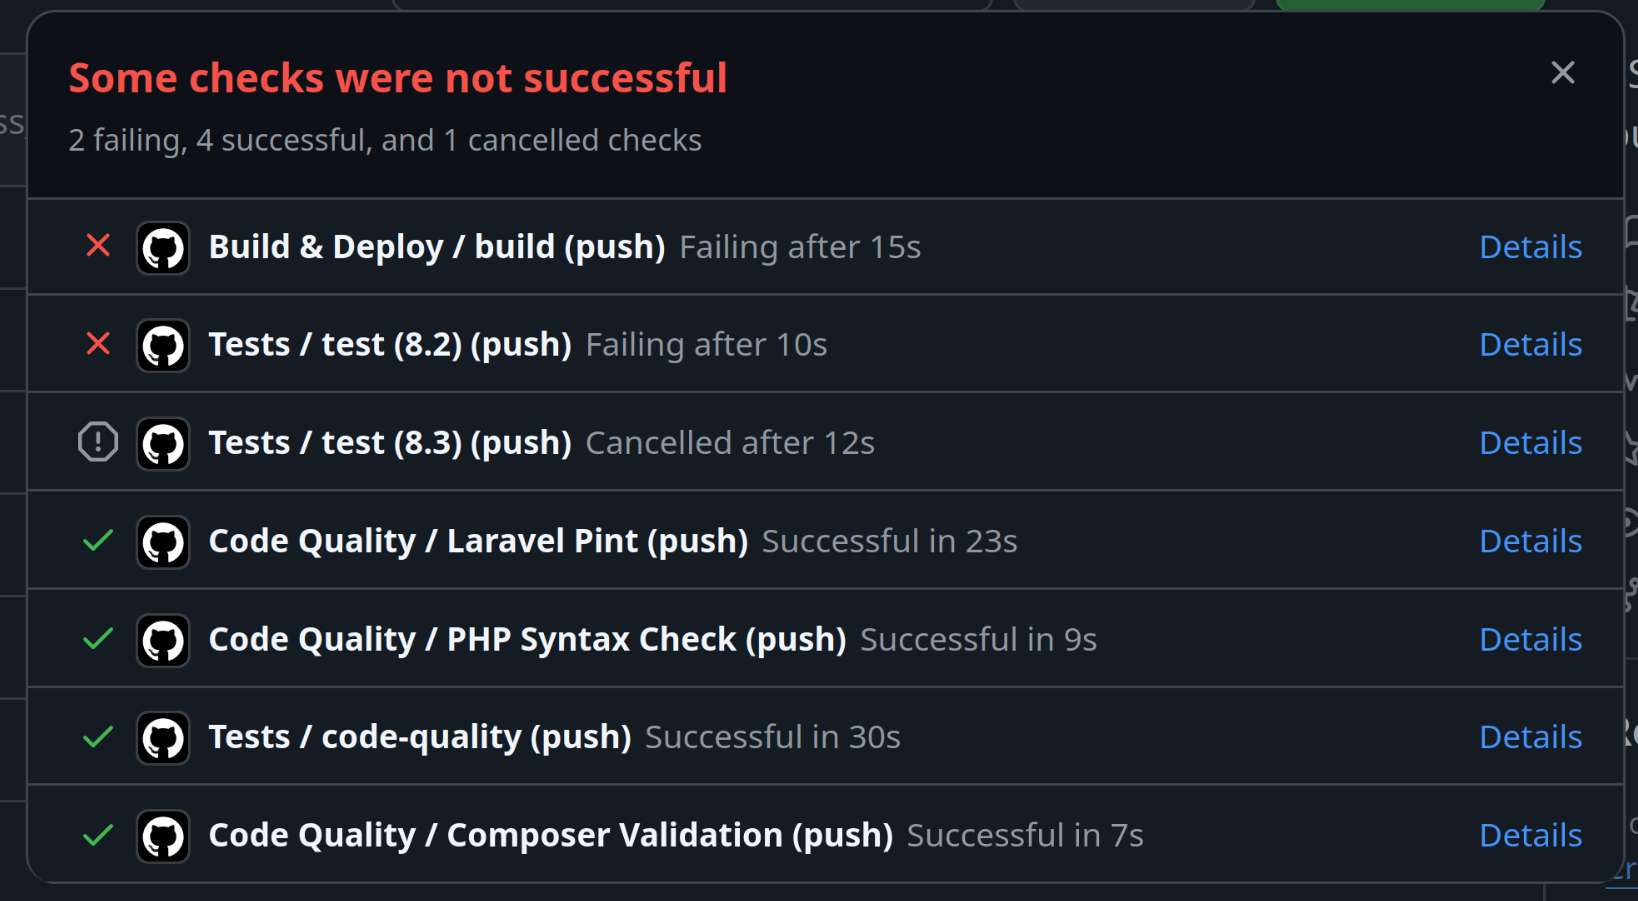 Some checks were not successful
2 failing, 4 successful, and 1 cancelled checks
Build & Deploy / build (push) Failing after 15s Details
Tests / test (8.2) (push) Failing after 10s Details
Tests / test (8.3) (push) Cancelled after 12s Details
Code Quality / Laravel Pint (push) Successful in 23s Details
Code Quality / PHP Syntax Check (push) Successful in 9s Details
Tests / code-quality (push) Successful in 30s Details
Code Quality / Composer Validation (push) Successful in 7s Details